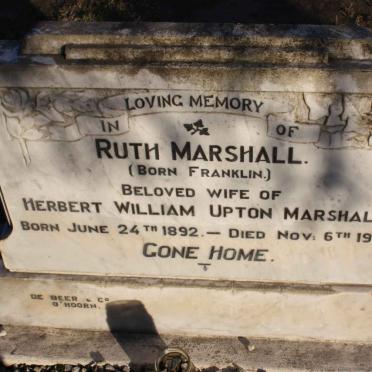 IN LOVING MEMORY OF
RUTH MARSHALL.
(BORN FRANKLIN.)
BELOVED WIFE OF
HERBERT WILLIAM UPTON MARSHAL
BORN JUNE 24TH 1892.— DIED NOV: 6TH 19
GONE HOME.
DE BEER & CO
D'HOORN.